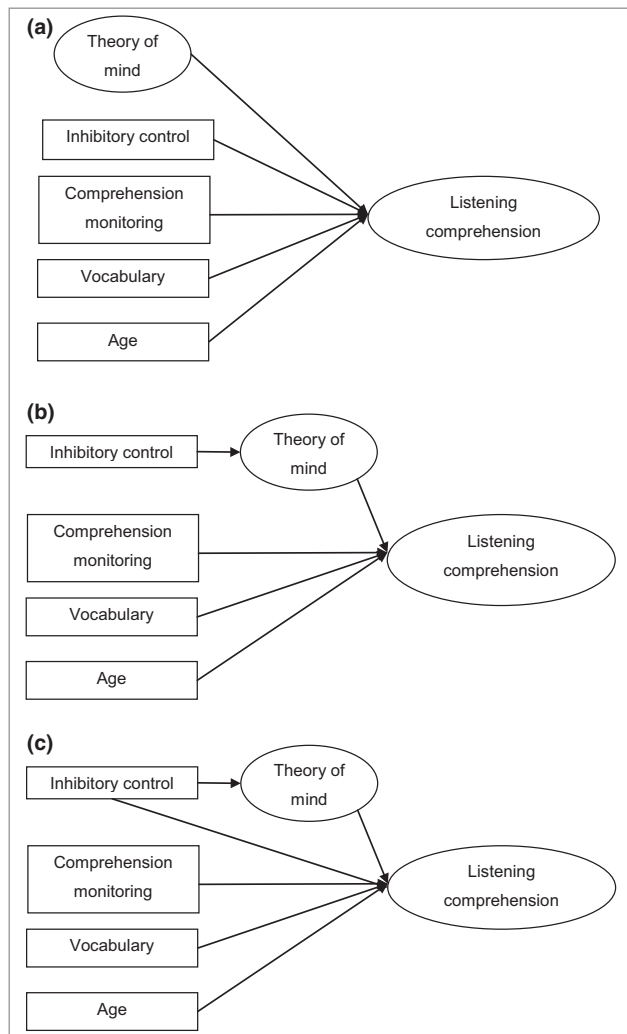 (a)
Theory of
mind
Inhibitory control
Comprehension
monitoring
Listening
comprehension
Vocabulary
Age
(b)
Inhibitory control
Theory of
mind
Comprehension
monitoring
Listening
comprehension
Vocabulary
Age
(c)
Inhibitory control
Theory of
mind
Comprehension
monitoring
Listening
comprehension
Vocabulary
Age